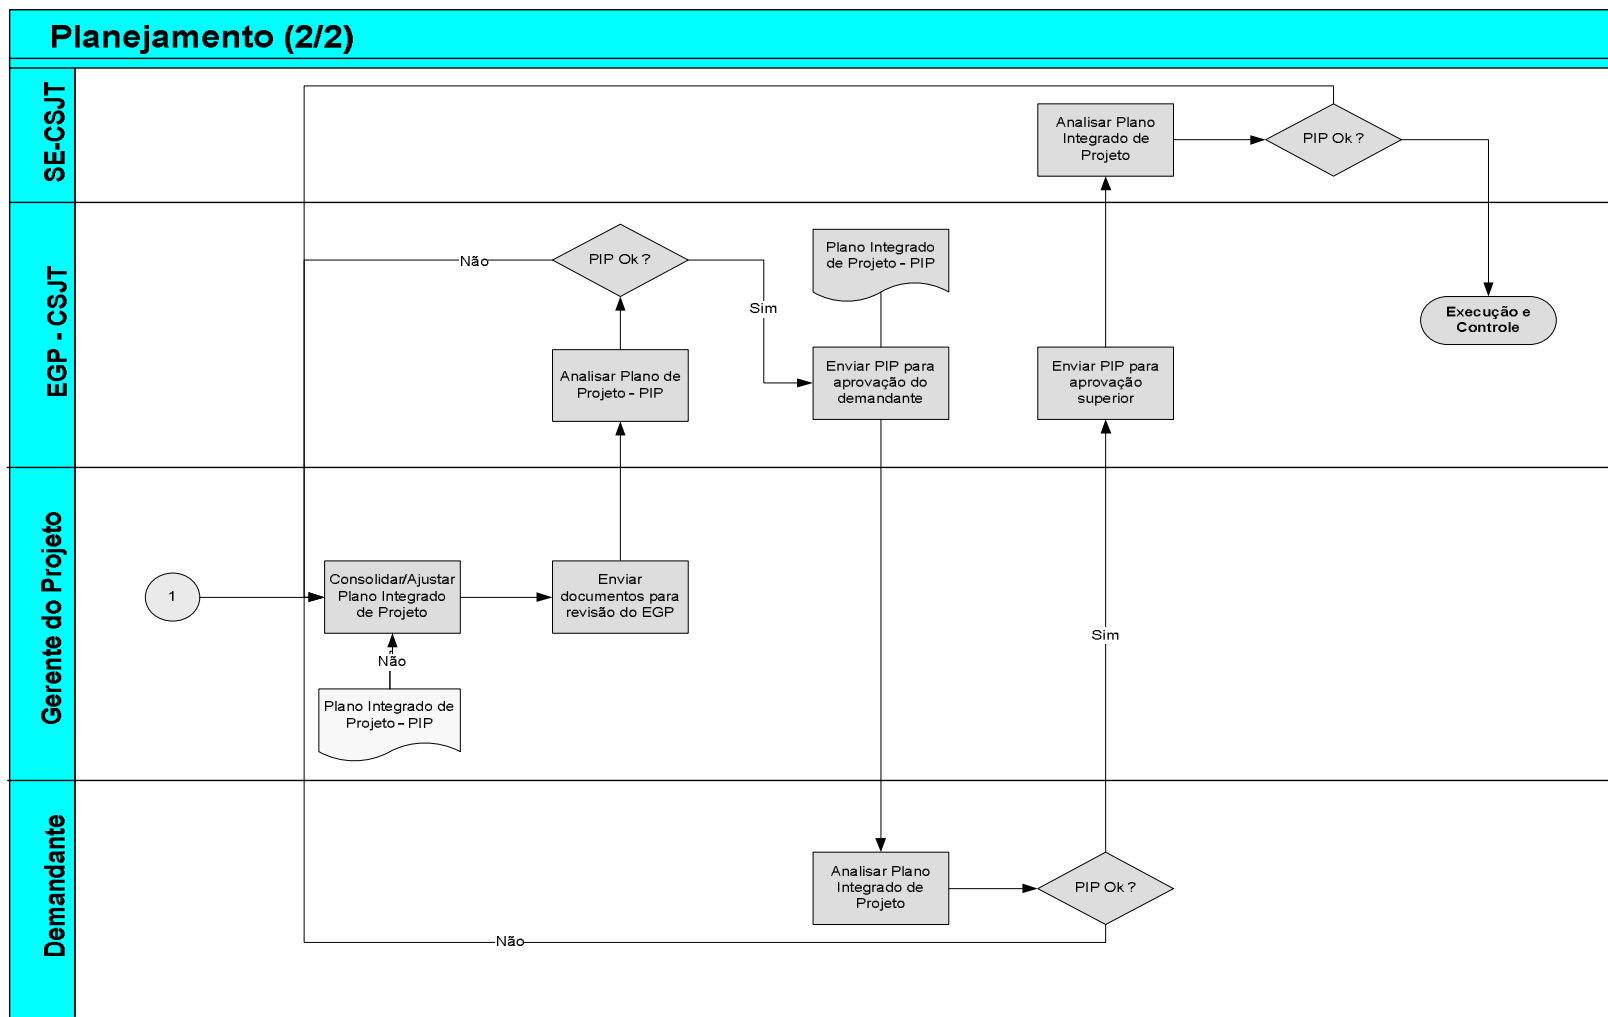 Planejamento (2/2)
SE-CSJT
Analisar Plano
Integrado de
Projeto
PIP Ok ?
EGP - CSJT
Não
PIP Ok ?
Sim
Plano Integrado
de Projeto - PIP
Analisar Plano de
Projeto - PIP
Enviar PIP para
aprovação do
demandante
Enviar PIP para
aprovação
superior
Execução e
Controle
Gerente do Projeto
1
Consolidar/Ajustar
Plano Integrado
de Projeto
Enviar
documentos para
revisão do EGP
Sim
Não
Plano Integrado de
Projeto - PIP
Demandante
Analisar Plano
Integrado de
Projeto
PIP Ok ?
Não